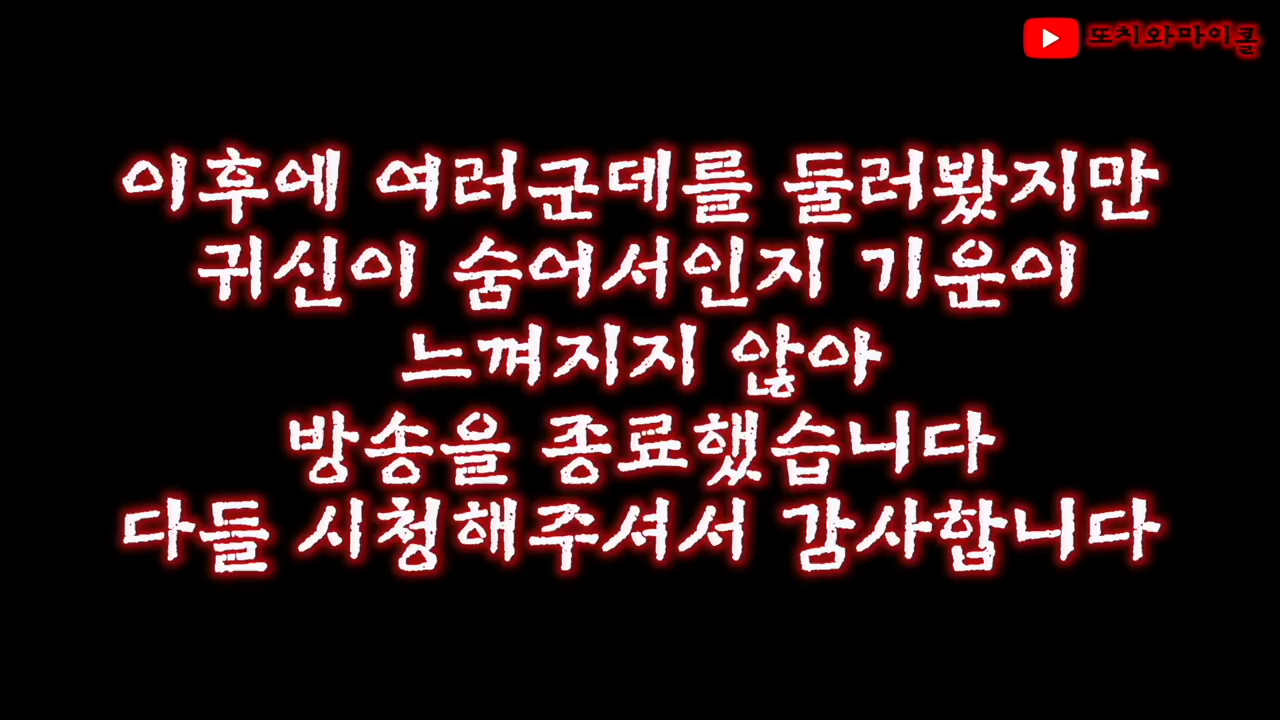 또치와마이콜
이후에 여러군데를 둘러봤지만
귀신이 숨어서인지 기운이
느껴지지 않아
방송을 종료했습니다
다들 시청해주셔서 감사합니다